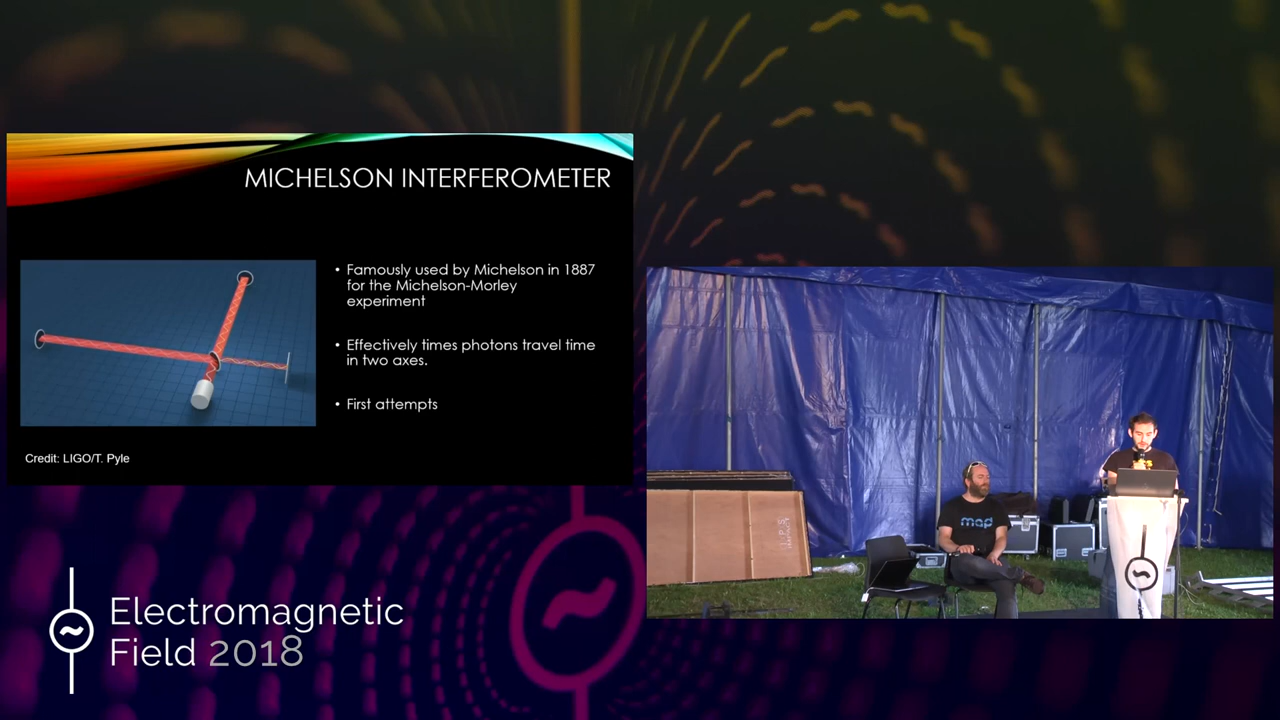 MICHELSON INTERFEROMETER
• Famously used by Michelson in 1887
for the Michelson-Morley
experiment
• Effectively times photons travel time
in two axes.
• First attempts
Credit: LIGO/T. Pyle
map
Electromagnetic
Field 2018